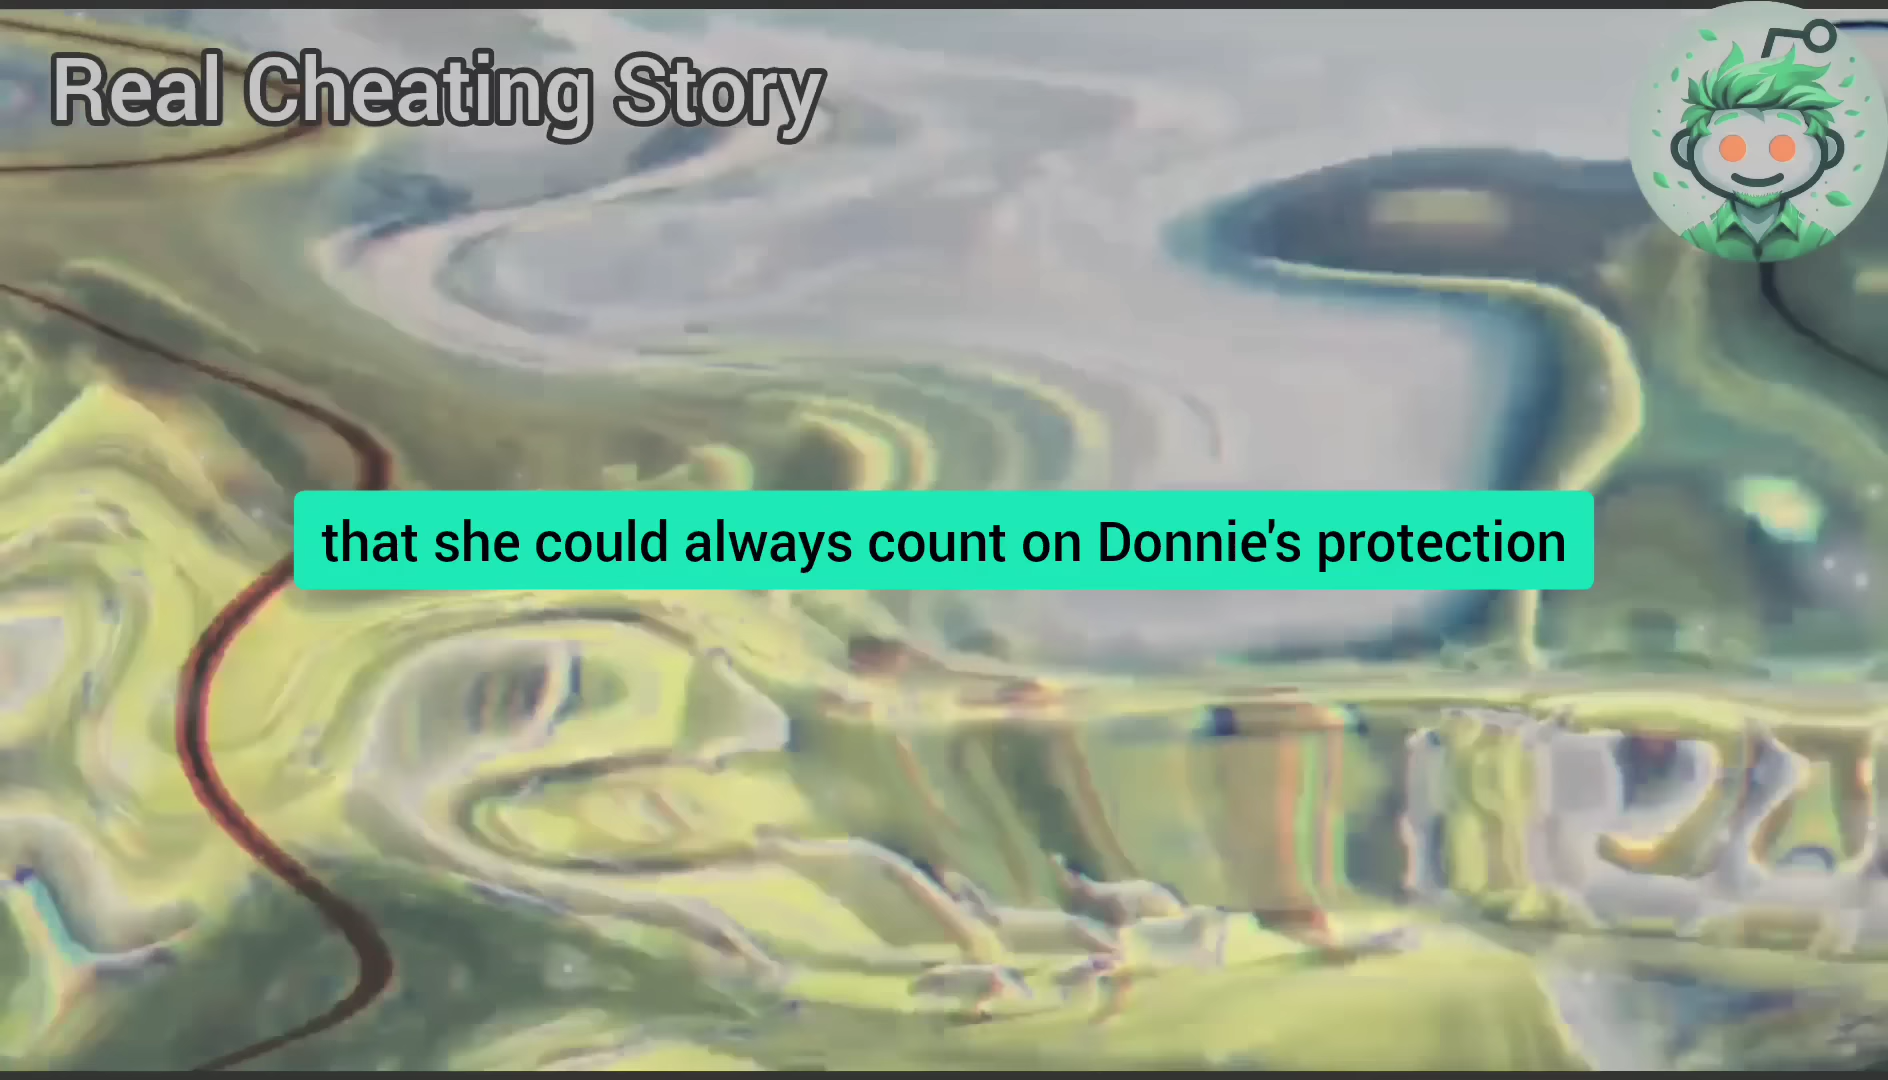 Real Cheating Story
that she could always count on Donnie's protection